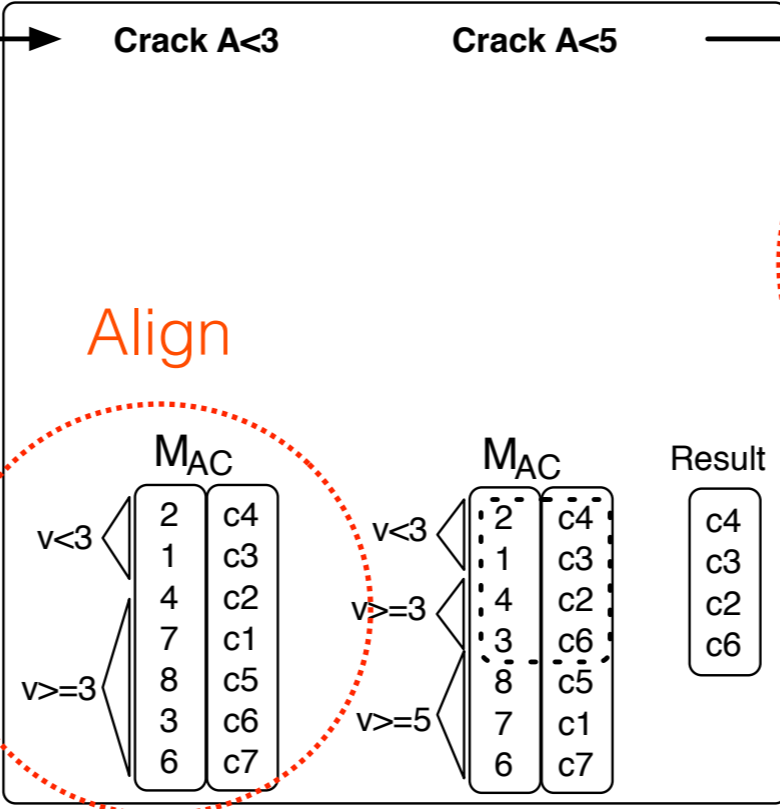 Crack A<3
Crack A<5
Align
MAC
v<3
v>=3
2 c4
1 c3
4 c2
7 c1
8 c5
3 c6
6 c7
MAC
v<3
v>=3
v>=5
2 c4
1 c3
4 c2
3 c6
8 c5
7 c1
6 c7
Result
c4
c3
c2
c6